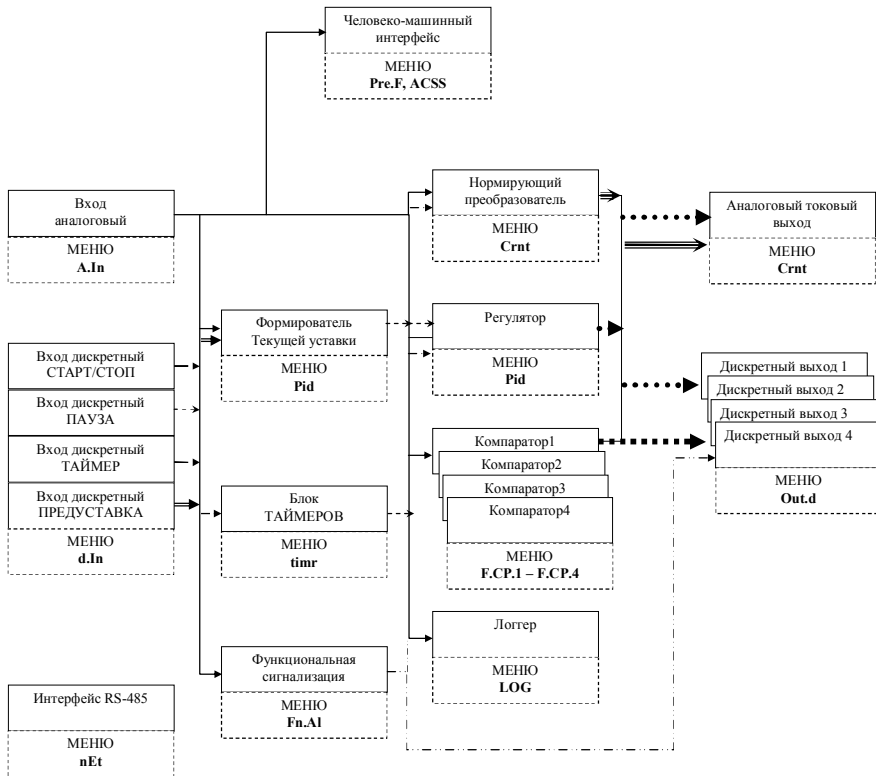 Человеко-машинный
интерфейс
МЕНЮ
Pre.F, ACSS
Вход
аналоговый
МЕНЮ
A.In
Нормирующий
преобразователь
МЕНЮ
Crnt
Аналоговый токовый
выход
МЕНЮ
Crnt
Формирователь
Текущей уставки
МЕНЮ
Pid
Регулятор
МЕНЮ
Pid
Вход дискретный
СТАРТ/СТОП
Вход дискретный
ПАУЗА
Вход дискретный
ТАЙМЕР
Вход дискретный
ПРЕДУСТАВКА
МЕНЮ
d.In
Дискретный выход 1
Дискретный выход 2
Дискретный выход 3
Дискретный выход 4
МЕНЮ
Out.d
Компаратор1
Компаратор2
Компаратор3
Компаратор4
МЕНЮ
F.CP.1 – F.CP.4
Блок
ТАЙМЕРОВ
МЕНЮ
timr
Логгер
МЕНЮ
LOG
Функциональная
сигнализация
МЕНЮ
Fn.Al
Интерфейс RS-485
МЕНЮ
nEt